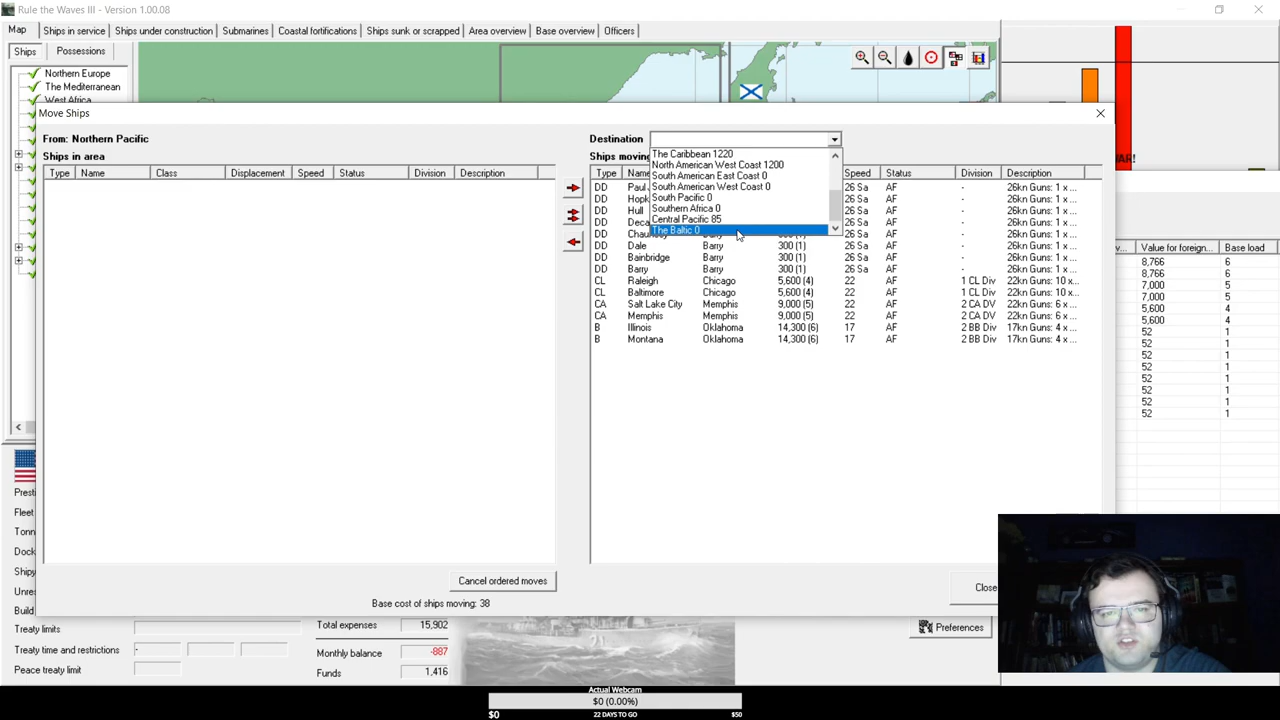 Rule the Waves III - Version 1.00.08
Map
Ships in service
Ships under construction
Submarines
Coastal fortifications
Ships sunk or scrapped
Area overview
Base overview
Officers
Ships
Possessions
Northern Europe
The Mediterranean
West Africa
Move Ships
From: Northern Pacific
Destination
Ships in area
Ships moving
Type Name Class Displacement Speed Status Division Description
Type Speed Status Division Description
The Caribbean 1220
North American West Coast 1200
South American East Coast 0
South American West Coast 0
South Pacific 0
Southern Africa 0
Central Pacific 85
The Baltic 0
DD 26 Sa AF - 26kn Guns: 1 x ...
DD 26 Sa AF - 26kn Guns: 1 x ...
DD Hull 26 Sa AF - 26kn Guns: 1 x ...
DD 26 Sa AF - 26kn Guns: 1 x ...
DD Barry 300 (1) 26 Sa AF - 26kn Guns: 1 x ...
DD Dale Barry 300 (1) 26 Sa AF - 26kn Guns: 1 x ...
DD Bainbridge Barry 300 (1) 26 Sa AF - 26kn Guns: 1 x ...
DD Barry Barry 300 (1) 26 Sa AF - 26kn Guns: 1 x ...
CL Raleigh Chicago 5,600 (4) 22 AF 1 CL Div 22kn Guns: 10 x...
CL Baltimore Chicago 5,600 (4) 22 AF 1 CL Div 22kn Guns: 10 x...
CA Salt Lake City Memphis 9,000 (5) 22 AF 2 CA DV 22kn Guns: 6 x ...
CA Memphis Memphis 9,000 (5) 22 AF 2 CA DV 22kn Guns: 6 x ...
B Illinois Oklahoma 14,300 (6) 17 AF 2 BB Div 17kn Guns: 4 x ...
B Montana Oklahoma 14,300 (6) 17 AF 2 BB Div 17kn Guns: 4 x ...
Value for foreign... Base load
8,766 6
8,766 6
7,000 5
7,000 5
5,600 4
5,600 4
52 1
52 1
52 1
52 1
52 1
52 1
52 1
52 1
Cancel ordered moves
Close
Base cost of ships moving: 38
Treaty limits
Treaty time and restrictions -
Peace treaty limit
Total expenses 15,902
Monthly balance -887
Funds 1,416
Preferences
Actual Webcam
$0 (0.00%)
$0 22 DAYS TO GO $50